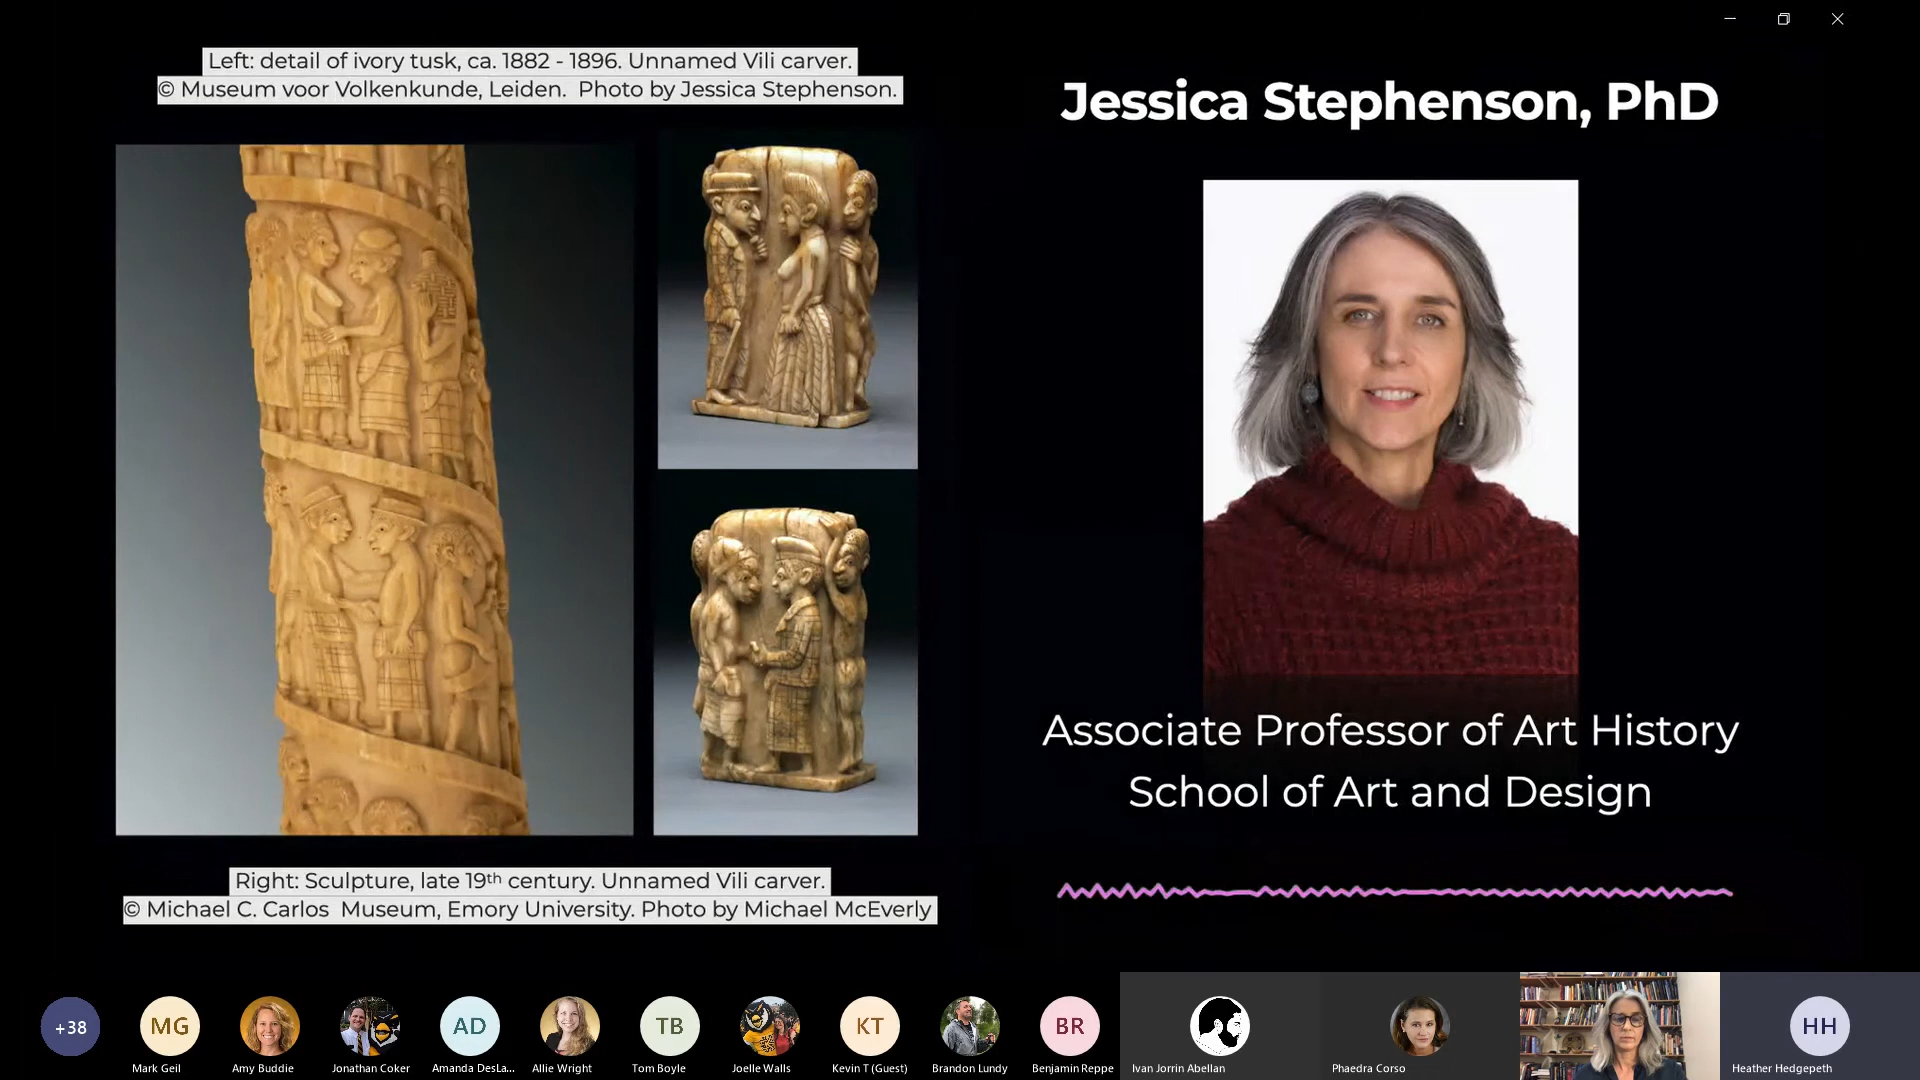 Left: detail of ivory tusk, ca. 1882 - 1896. Unnamed Vili carver.
© Museum voor Volkenkunde, Leiden. Photo by Jessica Stephenson.
Jessica Stephenson, PhD
Associate Professor of Art History
School of Art and Design
Right: Sculpture, late 19th century. Unnamed Vili carver.
© Michael C. Carlos Museum, Emory University. Photo by Michael McEverly
+38
MG
AD
TB
KT
BR
HH
Mark Geil
Amy Buddie
Jonathan Coker
Amanda DesLa...
Allie Wright
Tom Boyle
Joelle Walls
Kevin T (Guest)
Brandon Lundy
Benjamin Reppe
Ivan Jorrin Abellan
Phaedra Corso
Heather Hedgepeth